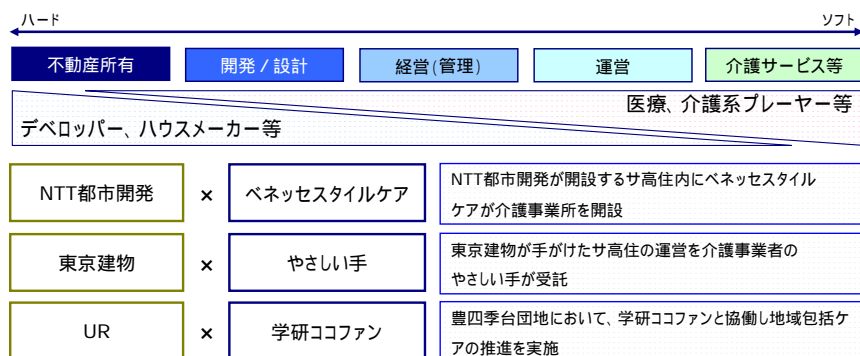 ハード
ソフト
不動産所有
開発 / 設計
経営(管理)
運営
介護サービス等
医療、介護系プレーヤー等
デベロッパー、ハウスメーカー等
NTT都市開発
×
ベネッセスタイルケア
NTT都市開発が開設するサ高住内にベネッセスタイル
ケアが介護事業所を開設
東京建物
×
やさしい手
東京建物が手がけたサ高住の運営を介護事業者の
やさしい手が受託
UR
×
学研ココファン
豊四季台団地において、学研ココファンと協働し地域包括ケ
アの推進を実施